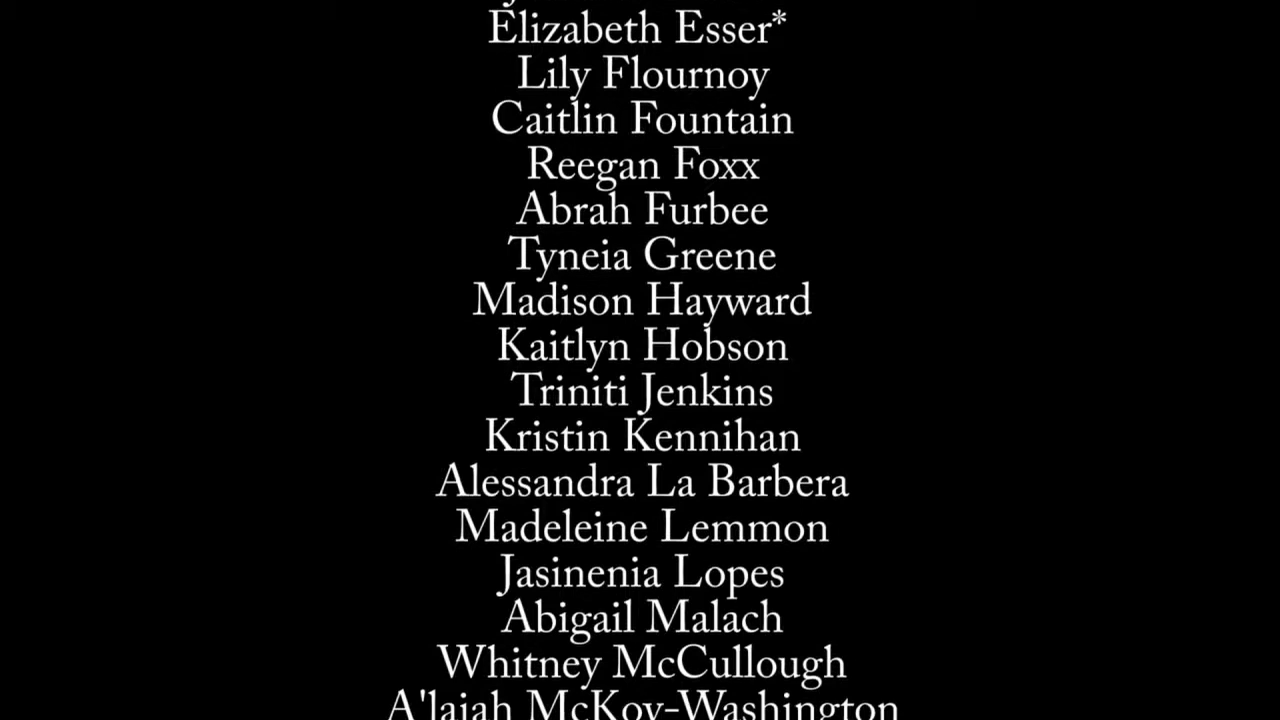 Elizabeth Esser*
Lily Flournoy
Caitlin Fountain
Reegan Foxx
Abrah Furbee
Tyneia Greene
Madison Hayward
Kaitlyn Hobson
Triniti Jenkins
Kristin Kennihan
Alessandra La Barbera
Madeleine Lemmon
Jasinenia Lopes
Abigail Malach
Whitney McCullough
A'laiah McKoy-Washington